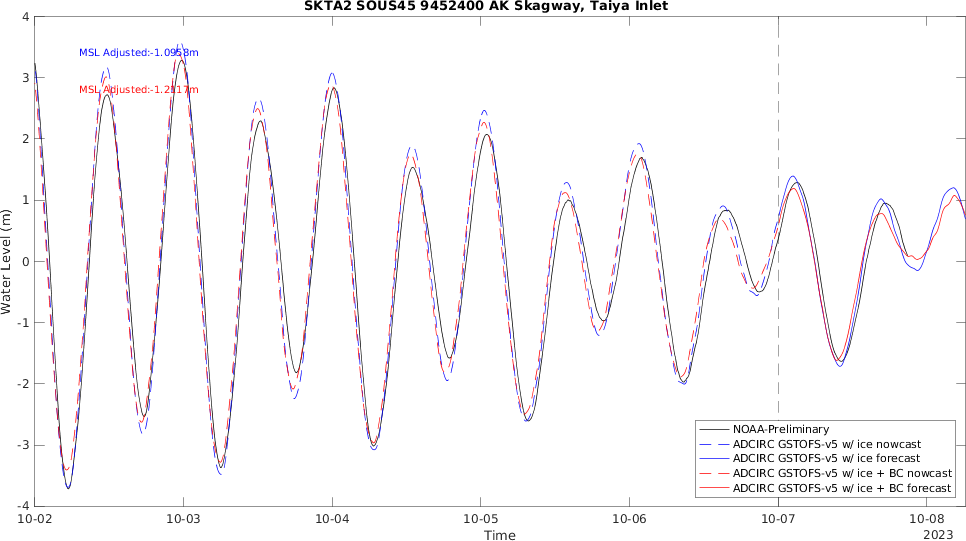 SKTA2 SOUS45 9452400 AK Skagway, Taiya Inlet
MSL Adjusted:-1.0958m
MSL Adjusted:-1.2117m
Water Level (m)
4
3
2
1
0
-1
-2
-3
-4
NOAA-Preliminary
ADCIRC GSTOFS-v5 w/ ice nowcast
ADCIRC GSTOFS-v5 w/ ice forecast
ADCIRC GSTOFS-v5 w/ ice + BC nowcast
ADCIRC GSTOFS-v5 w/ ice + BC forecast
10-02 10-03 10-04 10-05 10-06 10-07 10-08
Time
2023